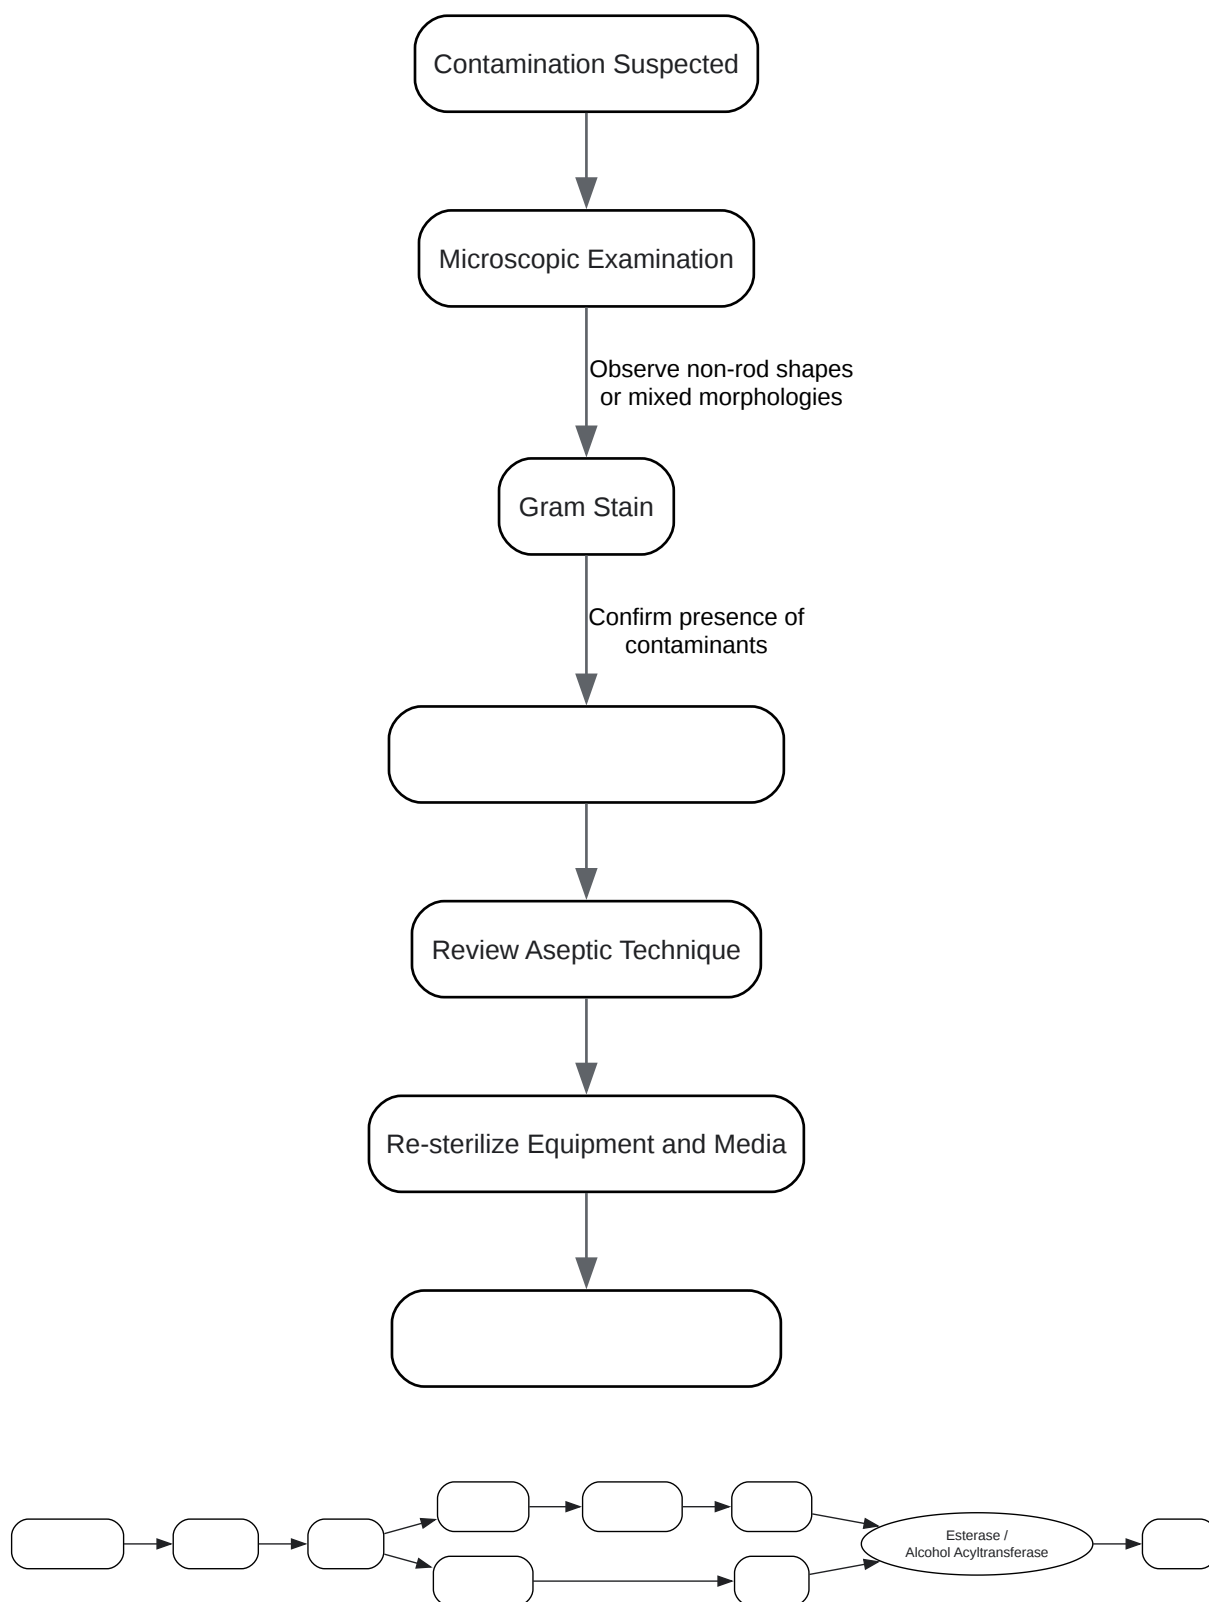 Contamination Suspected
Microscopic Examination
Observe non-rod shapes
or mixed morphologies
Gram Stain
Confirm presence of
contaminants
Review Aseptic Technique
Re-sterilize Equipment and Media
Esterase /
Alcohol Acyltransferase